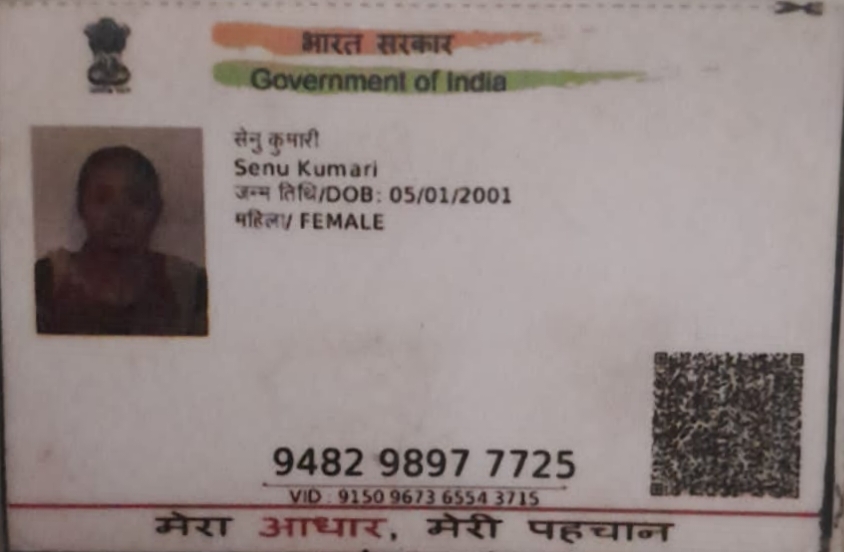 भारत सरकार
Government of India
सेनु कुमारी
Senu Kumari
जन्म तिथि/DOB: 05/01/2001
महिला/ FEMALE
9482 9897 7725
VID : 9150 9673 6554 3715
मेरा आधार, मेरी पहचान